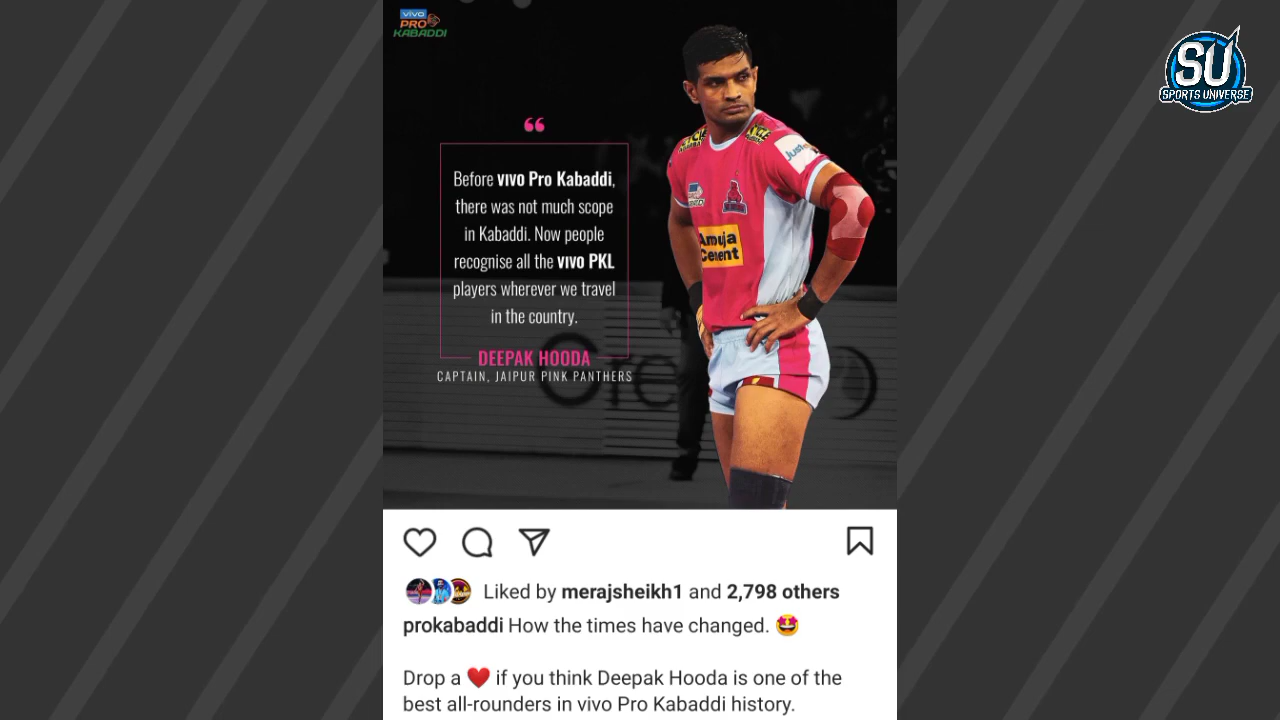 vivo
PRO
KABADDI
SU
SPORTS UNIVERSE
“
Before vivo Pro Kabaddi,
there was not much scope
in Kabaddi. Now people
recognise all the vivo PKL
players wherever we travel
in the country.
DEEPAK HOODA
CAPTAIN, JAIPUR PINK PANTHERS
Ambuja
Cement
Liked by merajsheikh1 and 2,798 others
prokabaddi How the times have changed. 🤩
Drop a ❤️ if you think Deepak Hooda is one of the
best all-rounders in vivo Pro Kabaddi history.